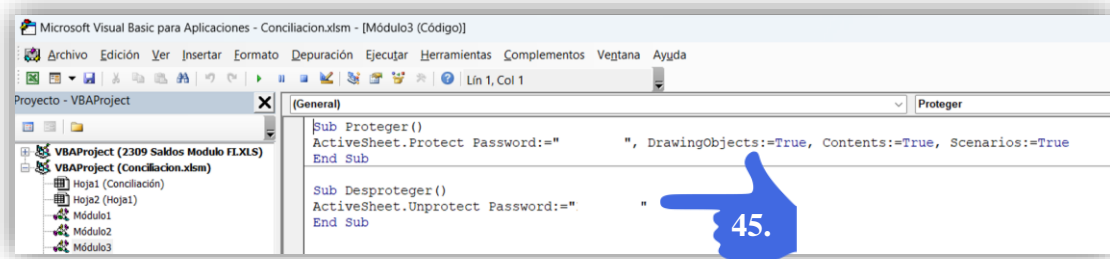 Microsoft Visual Basic para Aplicaciones - Conciliacion.xlsm - [Módulo3 (Código)]
Archivo Edición Ver Insertar Formato Depuración Ejecutar Herramientas Complementos Ventana Ayuda
Lín 1, Col 1
Proyecto - VBAProject
(General)
Proteger
VBAProject (2309 Saldos Modulo FI.XLS)
VBAProject (Conciliacion.xlsm)
Hoja1 (Conciliación)
Hoja2 (Hoja1)
Módulo1
Módulo2
Módulo3
Sub Proteger()
ActiveSheet.Protect Password:=" ", DrawingObjects:=True, Contents:=True, Scenarios:=True
End Sub
Sub Desproteger()
ActiveSheet.Unprotect Password:=" "
End Sub
45.